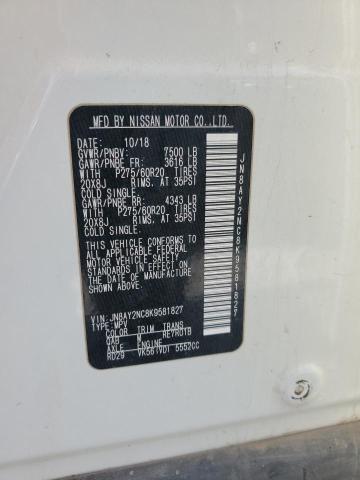 MFD BY NISSAN MOTOR CO.,LTD.
DATE: 10/18
GVWR/PNBV: 7500 LB
GAWR/PNBE FR: 3616 LB
WITH P275/60R20 TIRES
20X8J RIMS, AT 35PSI
COLD SINGLE.
GAWR/PNBE RR: 4343 LB
WITH P275/60R20 TIRES
20X8J RIMS, AT 35PSI
COLD SINGLE.
THIS VEHICLE CONFORMS TO
ALL APPLICABLE FEDERAL
MOTOR VEHICLE SAFETY
STANDARDS IN EFFECT ON THE
DATE OF MANUFACTURE
VIN: JN8AY2NC8K9581827
TYPE: MPV
COLOR TRIM TRANS
QAB M RE7R01B
AXLE ENGINE
RD29 VK56(VD) 5552CC
JN8AY2NC8K9581827